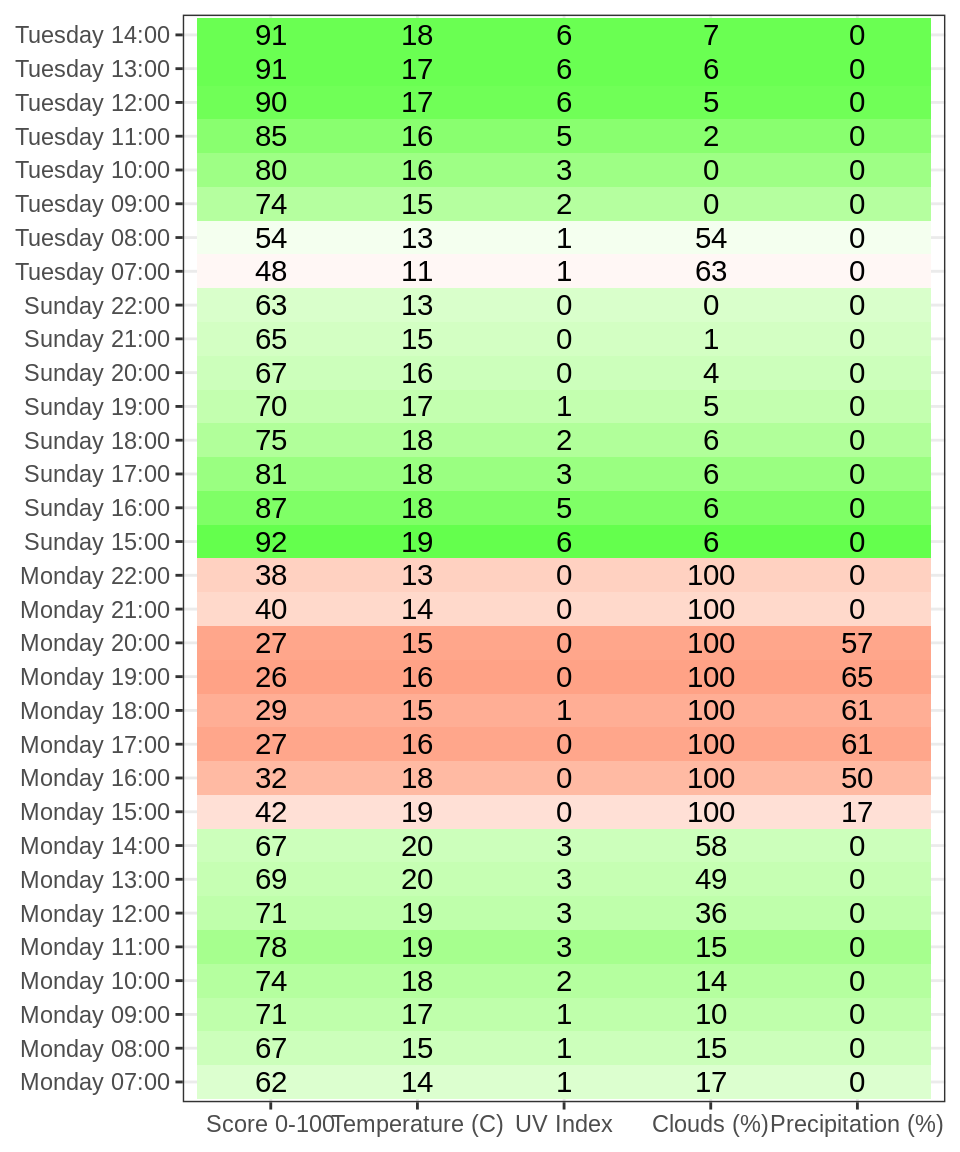 Tuesday 14:00 91 18 6 7 0
Tuesday 13:00 91 17 6 6 0
Tuesday 12:00 90 17 6 5 0
Tuesday 11:00 85 16 5 2 0
Tuesday 10:00 80 16 3 0 0
Tuesday 09:00 74 15 2 0 0
Tuesday 08:00 54 13 1 54 0
Tuesday 07:00 48 11 1 63 0
Sunday 22:00 63 13 0 0 0
Sunday 21:00 65 15 0 1 0
Sunday 20:00 67 16 0 4 0
Sunday 19:00 70 17 1 5 0
Sunday 18:00 75 18 2 6 0
Sunday 17:00 81 18 3 6 0
Sunday 16:00 87 18 5 6 0
Sunday 15:00 92 19 6 6 0
Monday 22:00 38 13 0 100 0
Monday 21:00 40 14 0 100 0
Monday 20:00 27 15 0 100 57
Monday 19:00 26 16 0 100 65
Monday 18:00 29 15 1 100 61
Monday 17:00 27 16 0 100 61
Monday 16:00 32 18 0 100 50
Monday 15:00 42 19 0 100 17
Monday 14:00 67 20 3 58 0
Monday 13:00 69 20 3 49 0
Monday 12:00 71 19 3 36 0
Monday 11:00 78 19 3 15 0
Monday 10:00 74 18 2 14 0
Monday 09:00 71 17 1 10 0
Monday 08:00 67 15 1 15 0
Monday 07:00 62 14 1 17 0
Score 0-100 Temperature (C) UV Index Clouds (%) Precipitation (%)